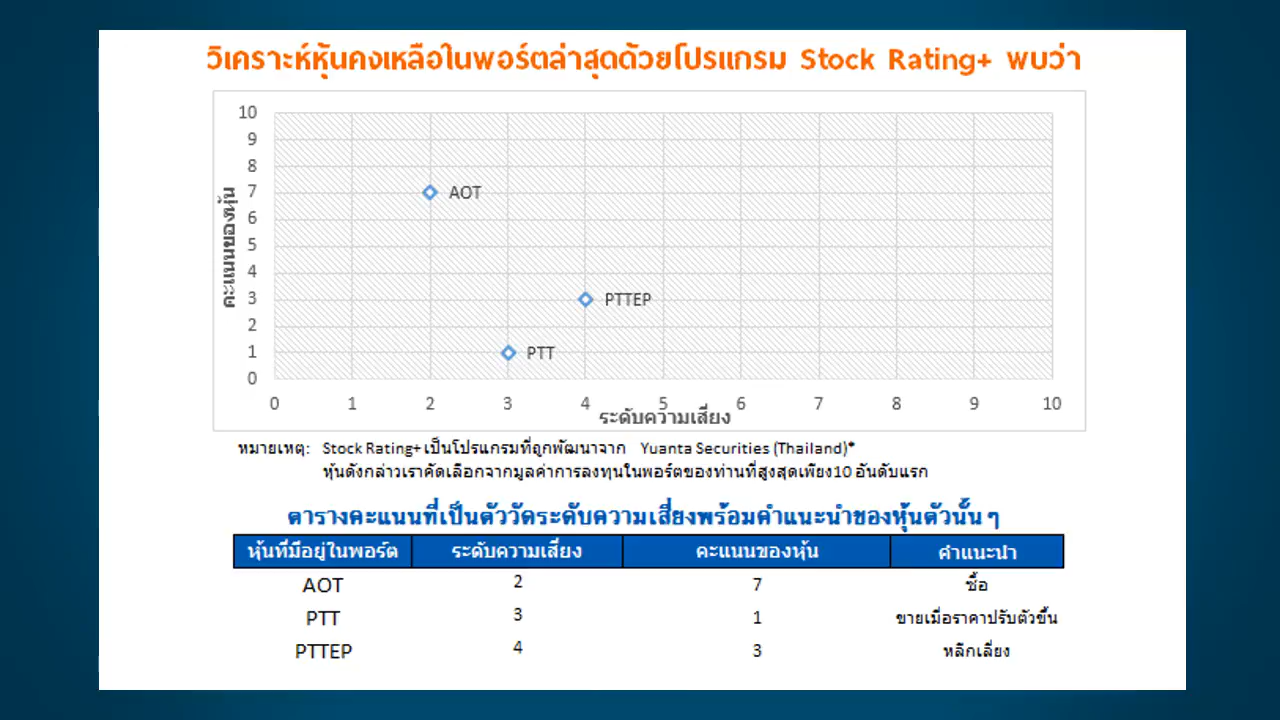 วิเคราะห์หุ้นคงเหลือในพอร์ตล่าสุดด้วยโปรแกรม Stock Rating+ พบว่า
คะแนนของหุ้น
10
9
8
7
6
5
4
3
2
1
0
AOT
PTTEP
PTT
0 1 2 3 4 5 6 7 8 9 10
ระดับความเสี่ยง
หมายเหตุ: Stock Rating+ เป็นโปรแกรมที่ถูกพัฒนาจาก Yuanta Securities (Thailand)*
หุ้นดังกล่าวเราคัดเลือกจากมูลค่าการลงทุนในพอร์ตของท่านที่สูงสุดเพียง10 อันดับแรก
ตารางคะแนนที่เป็นตัววัดระดับความเสี่ยงพร้อมคำแนะนำของหุ้นตัวนั้น ๆ
หุ้นที่มีอยู่ในพอร์ต ระดับความเสี่ยง คะแนนของหุ้น คำแนะนำ
AOT 2 7 ซื้อ
PTT 3 1 ขายเมื่อราคาปรับตัวขึ้น
PTTEP 4 3 หลีกเลี่ยง